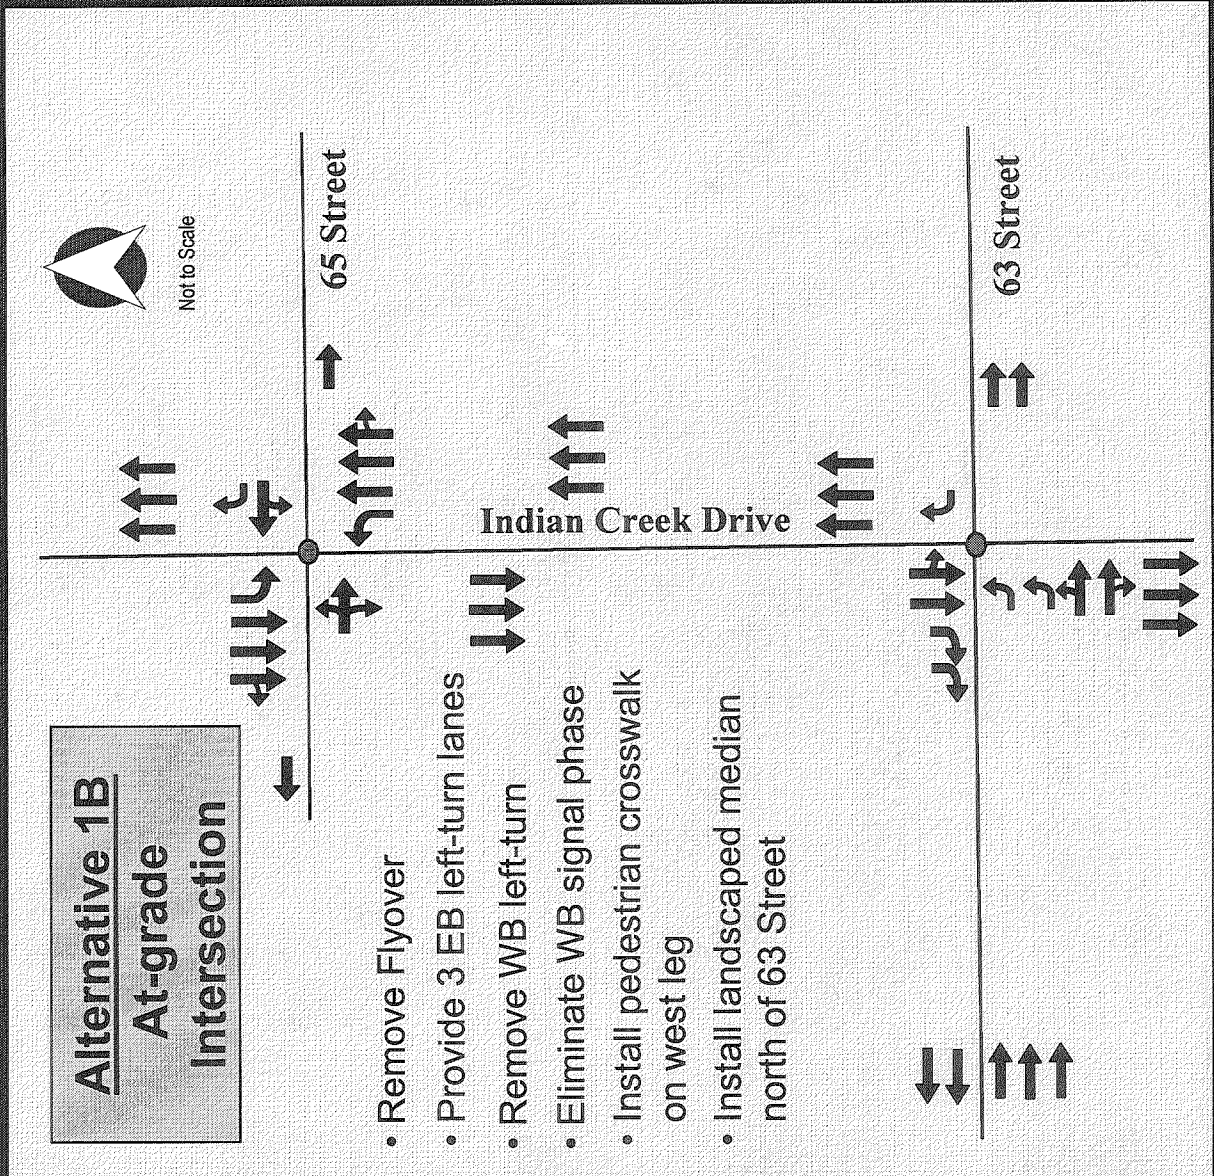 Alternative 1B
At-grade
Intersection
• Remove Flyover
• Provide 3 EB left-turn lanes
• Remove WB left-turn
• Eliminate WB signal phase
• Install pedestrian crosswalk
on west leg
• Install landscaped median
north of 63 Street
Not to Scale
65 Street
Indian Creek Drive
63 Street